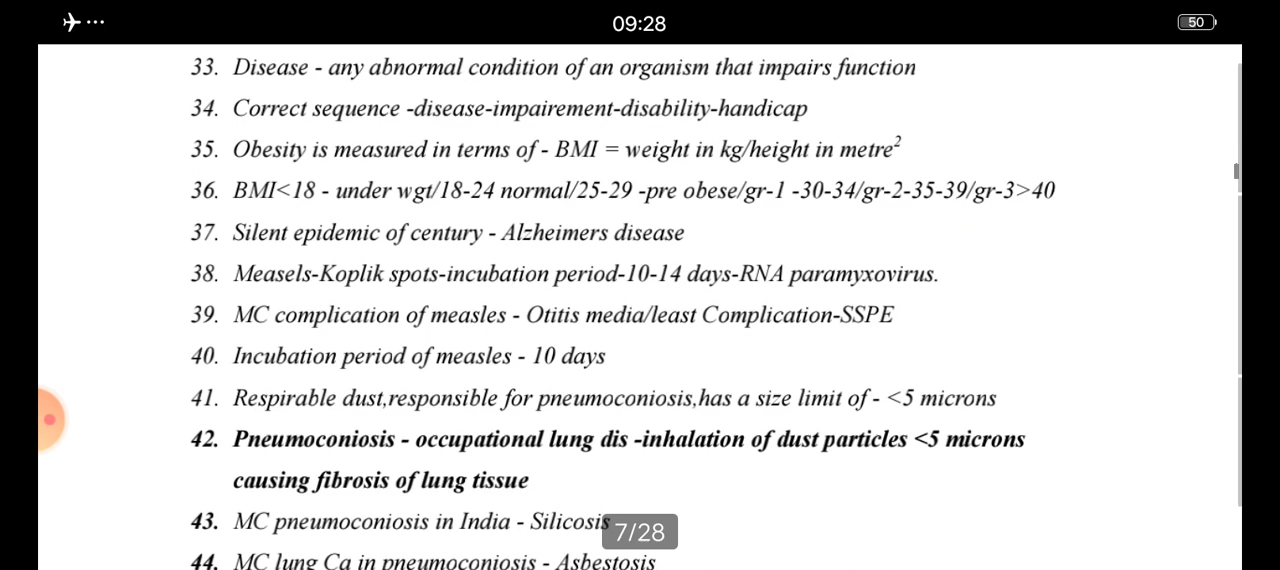 09:28
50
33. Disease - any abnormal condition of an organism that impairs function
34. Correct sequence -disease-impairement-disability-handicap
35. Obesity is measured in terms of - BMI = weight in kg/height in metre²
36. BMI<18 - under wgt/18-24 normal/25-29 -pre obese/gr-1 -30-34/gr-2-35-39/gr-3>40
37. Silent epidemic of century - Alzheimers disease
38. Measels-Koplik spots-incubation period-10-14 days-RNA paramyxovirus.
39. MC complication of measles - Otitis media/least Complication-SSPE
40. Incubation period of measles - 10 days
41. Respirable dust,responsible for pneumoconiosis,has a size limit of - <5 microns
42. Pneumoconiosis - occupational lung dis -inhalation of dust particles <5 microns
causing fibrosis of lung tissue
43. MC pneumoconiosis in India - Silicosis
7/28
44. MC lung Ca in pneumoconiosis - Asbestosis